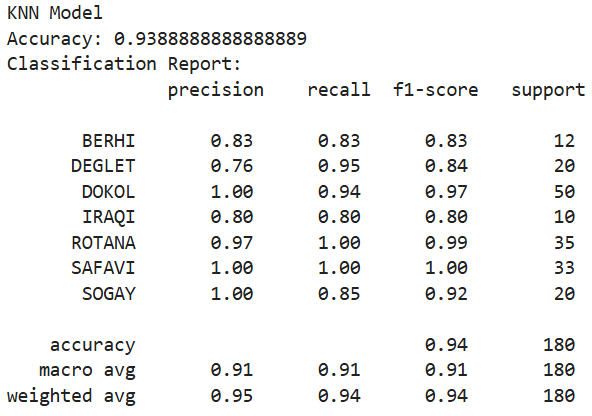 KNN Model
Accuracy: 0.9388888888888889
Classification Report:
precision recall f1-score support
BERHI 0.83 0.83 0.83 12
DEGLET 0.76 0.95 0.84 20
DOKOL 1.00 0.94 0.97 50
IRAQI 0.80 0.80 0.80 10
ROTANA 0.97 1.00 0.99 35
SAFAVI 1.00 1.00 1.00 33
SOGAY 1.00 0.85 0.92 20
accuracy 0.94 180
macro avg 0.91 0.91 0.91 180
weighted avg 0.95 0.94 0.94 180